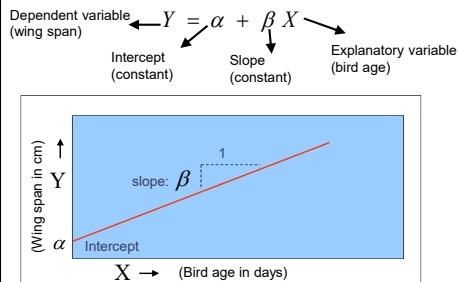 Dependent variable
(wing span)
Y = α + β X
Intercept
(constant)
Slope
(constant)
Explanatory variable
(bird age)
(Wing span in cm)
Y
1
slope: β
α
Intercept
X
(Bird age in days)